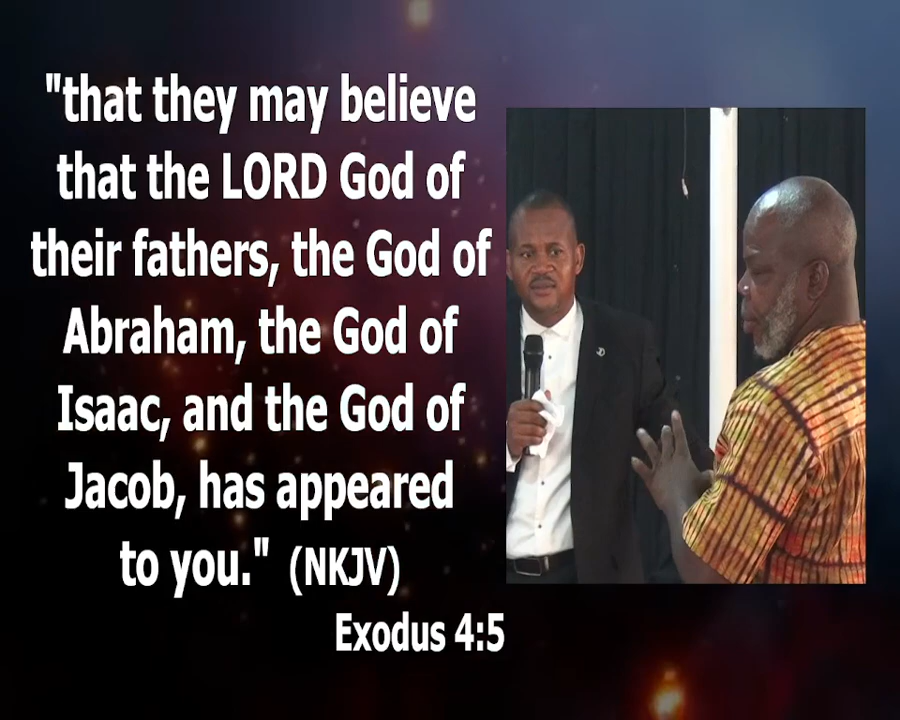 "that they may believe
that the LORD God of
their fathers, the God of
Abraham, the God of
Isaac, and the God of
Jacob, has appeared
to you." (NKJV)
Exodus 4:5